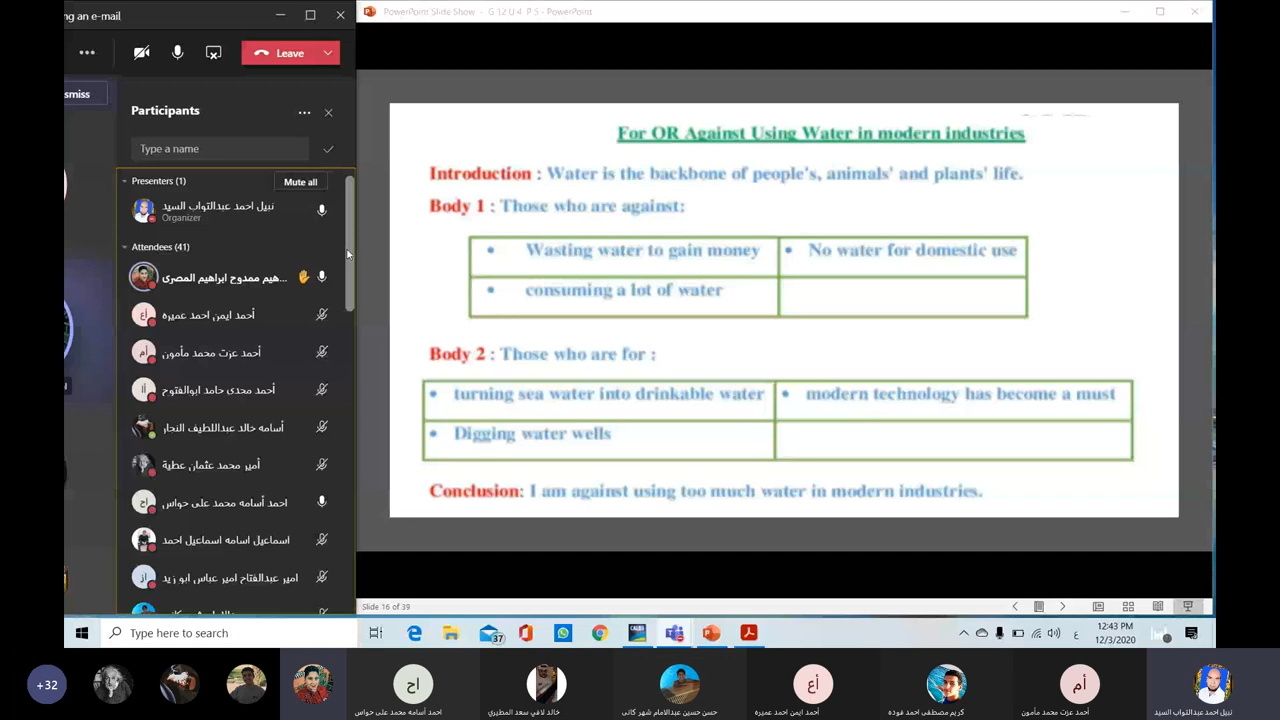 ng an e-mail
PowerPoint Slide Show - G 12 U 4. P 5 - PowerPoint
Leave
smiss
Participants
Type a name
Presenters (1)
Mute all
نبيل احمد عبدالتواب السيد
Organizer
Attendees (41)
هيم ممدوح ابراهيم المصرى...
أحمد ايمن احمد عميره
أحمد عزت محمد مأمون
أحمد مجدي حامد ابوالفتوح
أسامه خالد عبداللطيف النجار
أمير محمد عثمان عطية
احمد أسامه محمد على حواس
اسماعيل اسامه اسماعيل احمد
امير عبدالفتاح امير عباس ابو زيد
For OR Against Using Water in modern industries
Introduction : Water is the backbone of people's, animals' and plants' life.
Body 1 : Those who are against:
• Wasting water to gain money
• No water for domestic use
• consuming a lot of water
Body 2 : Those who are for :
• turning sea water into drinkable water
• modern technology has become a must
• Digging water wells
Conclusion: I am against using too much water in modern industries.
Slide 16 of 39
Type here to search
37
ع
12:43 PM
12/3/2020
+32
اح
أع
أم
احمد أسامه محمد على حواس
خالد لافي سعد المطيري
حسن حسين عبدالامام شهر كانى
أحمد ايمن احمد عميره
كريم مصطفى احمد فوده
أحمد عزت محمد مأمون
نبيل احمد عبدالتواب السيد